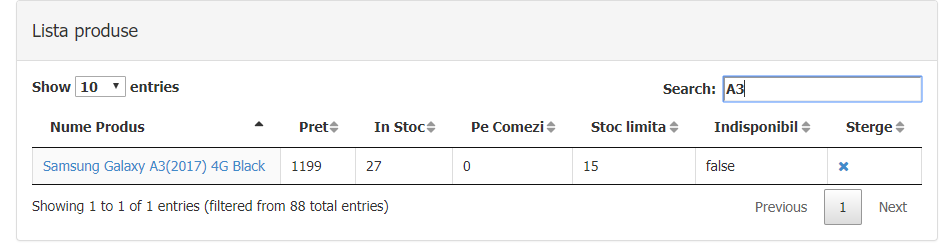 Lista produse
Show 10 entries Search: A3
Nume Produs Pret In Stoc Pe Comezi Stoc limita Indisponibil Sterge
Samsung Galaxy A3(2017) 4G Black 1199 27 0 15 false
Showing 1 to 1 of 1 entries (filtered from 88 total entries) Previous 1 Next